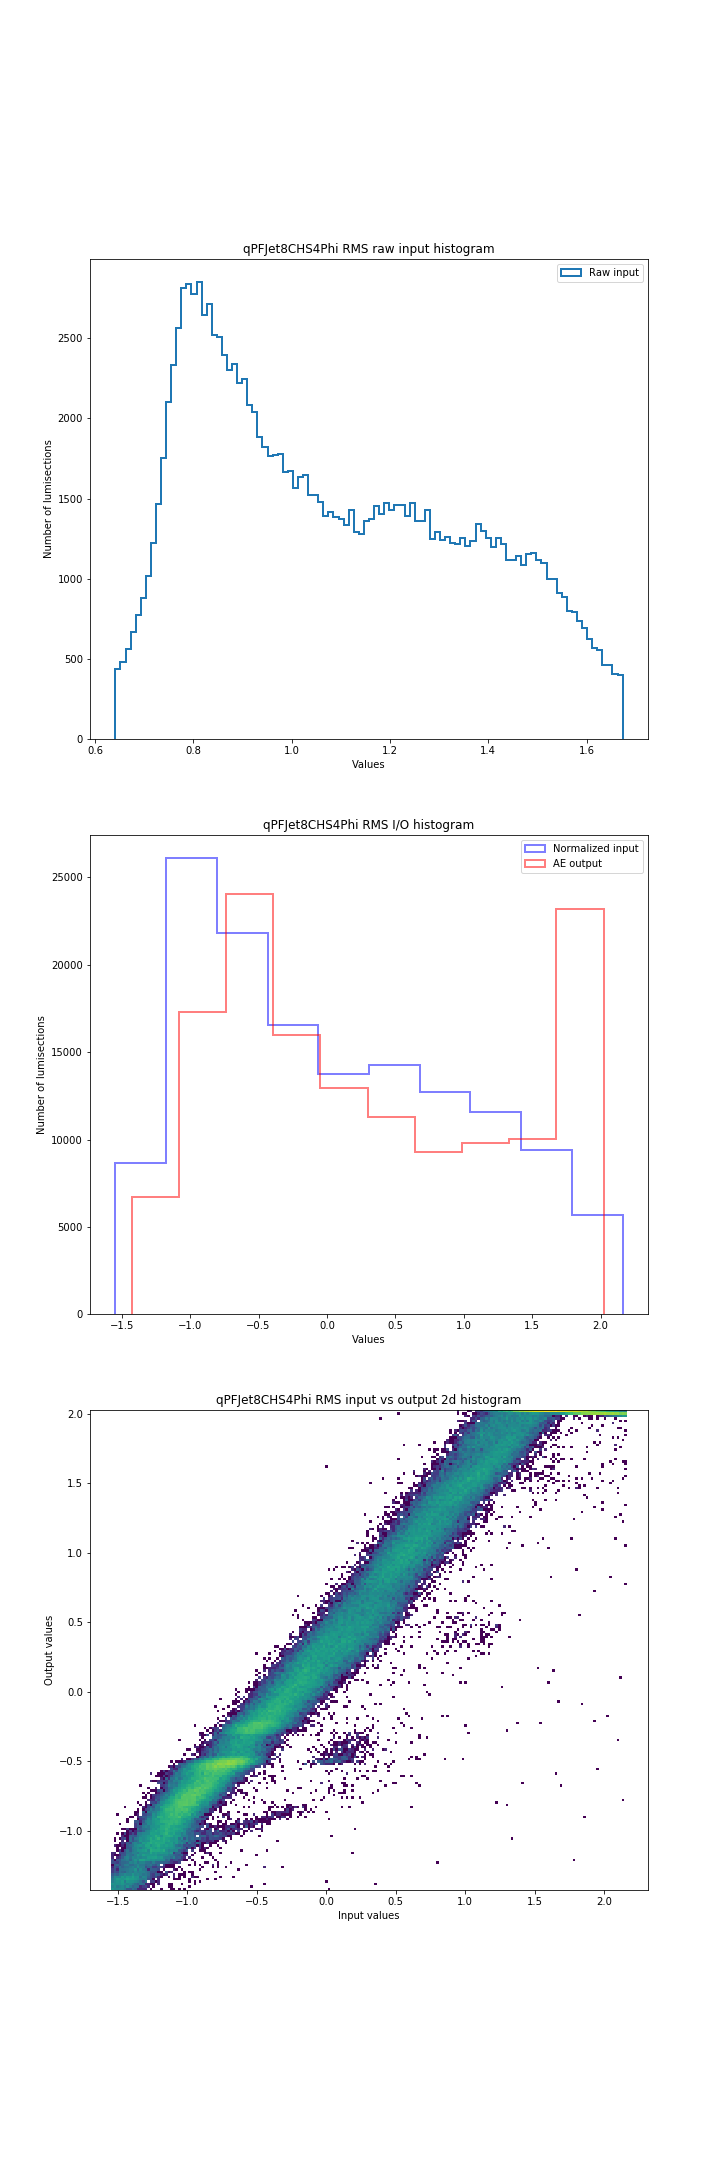 qPFJet8CHS4Phi RMS raw input histogram
Raw input
Number of lumisections
2500
2000
1500
1000
500
0
0.6 0.8 1.0 1.2 1.4 1.6
Values
qPFJet8CHS4Phi RMS I/O histogram
Normalized input
AE output
Number of lumisections
25000
20000
15000
10000
5000
0
−1.5 −1.0 −0.5 0.0 0.5 1.0 1.5 2.0
Values
qPFJet8CHS4Phi RMS input vs output 2d histogram
Output values
2.0
1.5
1.0
0.5
0.0
−0.5
−1.0
−1.5 −1.0 −0.5 0.0 0.5 1.0 1.5 2.0
Input values